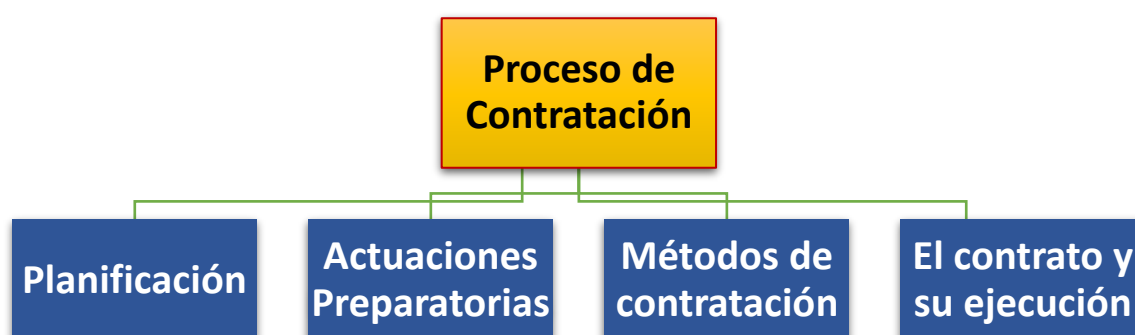 Proceso de
Contratación
Planificación
Actuaciones
Preparatorias
Métodos de
contratación
El contrato y
su ejecución